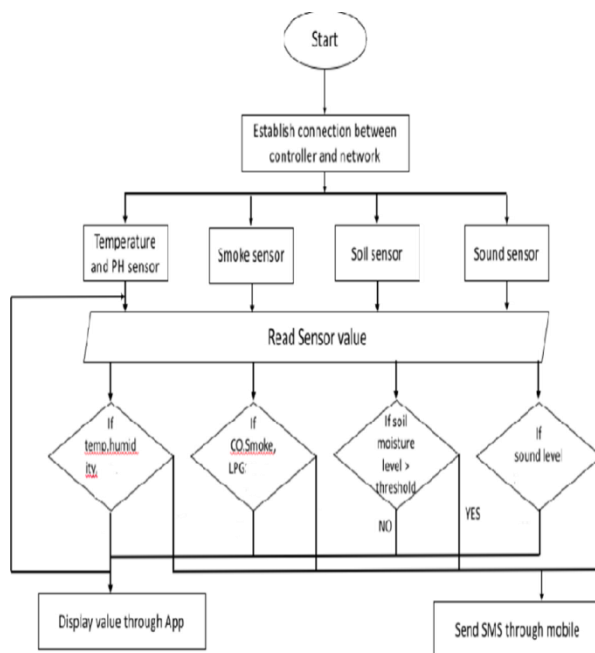 Start
Establish connection between
controller and network
Temperature
and PH sensor
Smoke sensor
Soil sensor
Sound sensor
Read Sensor value
If
temp,humid
ity,
If
CO.Smoke,
LPG:
If soil
moisture
level >
threshold
If
sound level
NO
YES
Display value through App
Send SMS through mobile